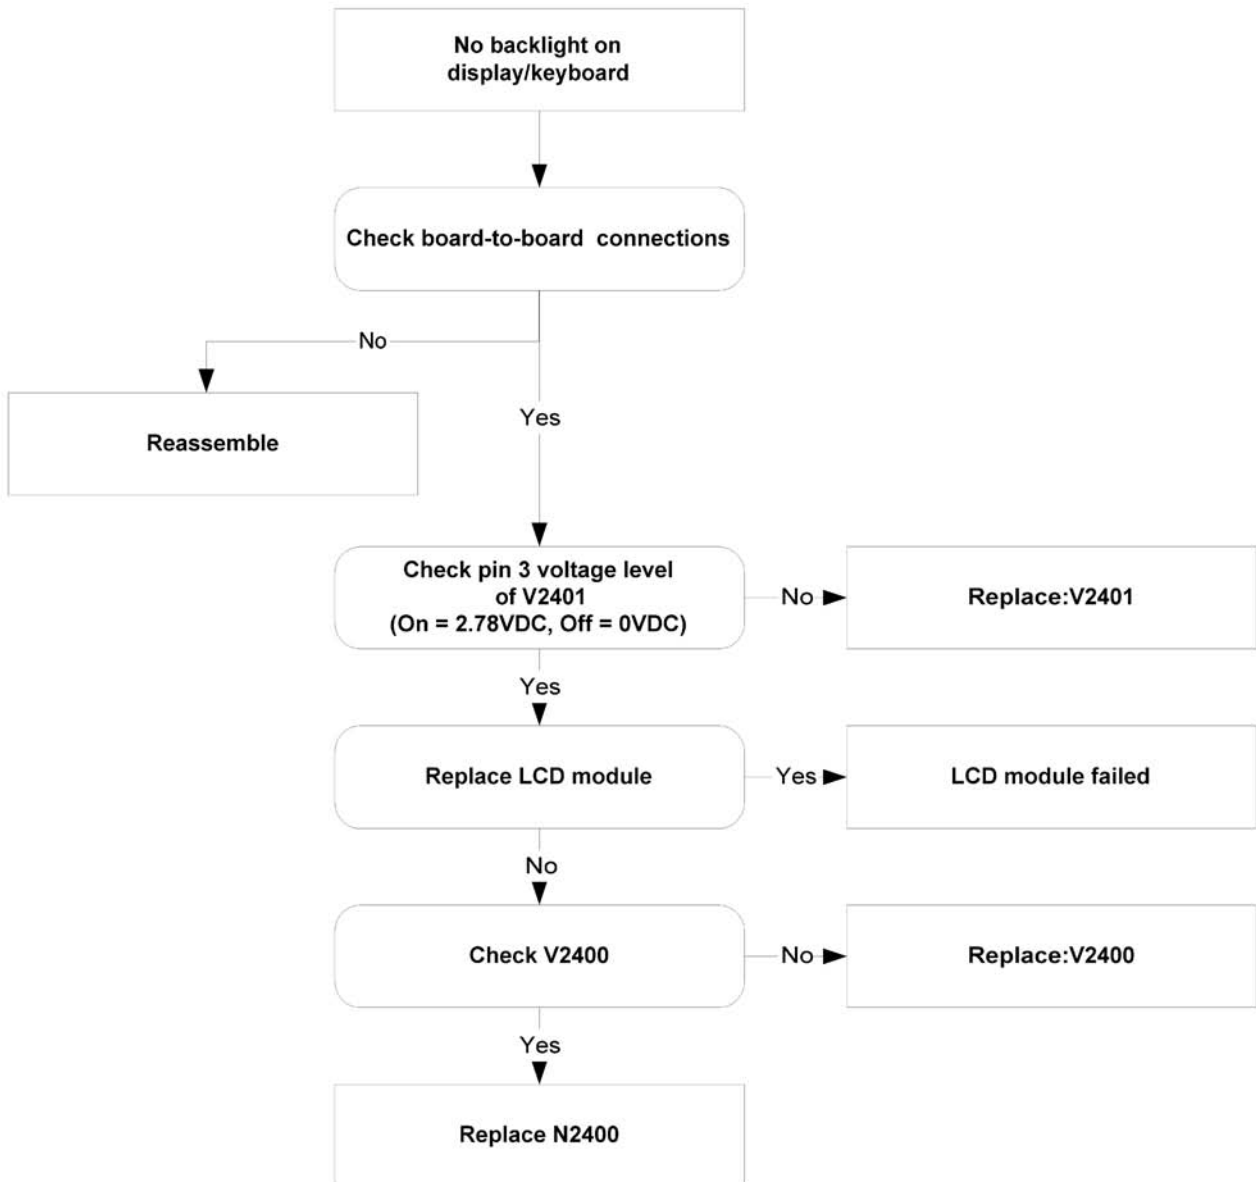 No backlight on
display/keyboard
Check board-to-board connections
No
Reassemble
Yes
Check pin 3 voltage level
of V2401
(On = 2.78VDC, Off = 0VDC)
No
Replace:V2401
Yes
Replace LCD module
Yes
LCD module failed
No
Check V2400
No
Replace:V2400
Yes
Replace N2400